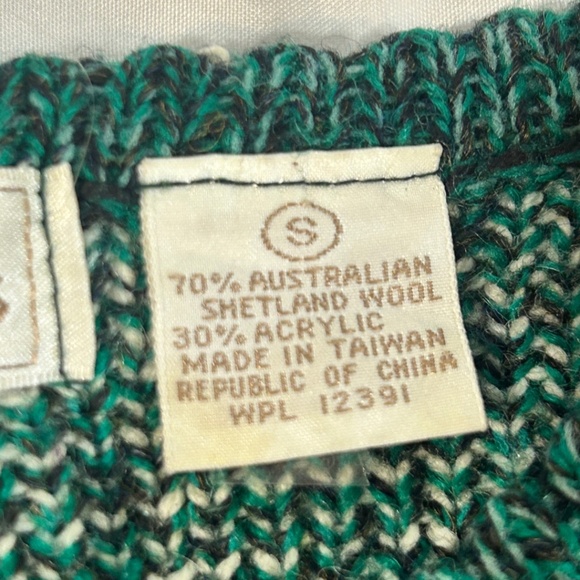 S
70% AUSTRALIAN
SHETLAND WOOL
30% ACRYLIC
MADE IN TAIWAN
REPUBLIC OF CHINA
WPL 12391